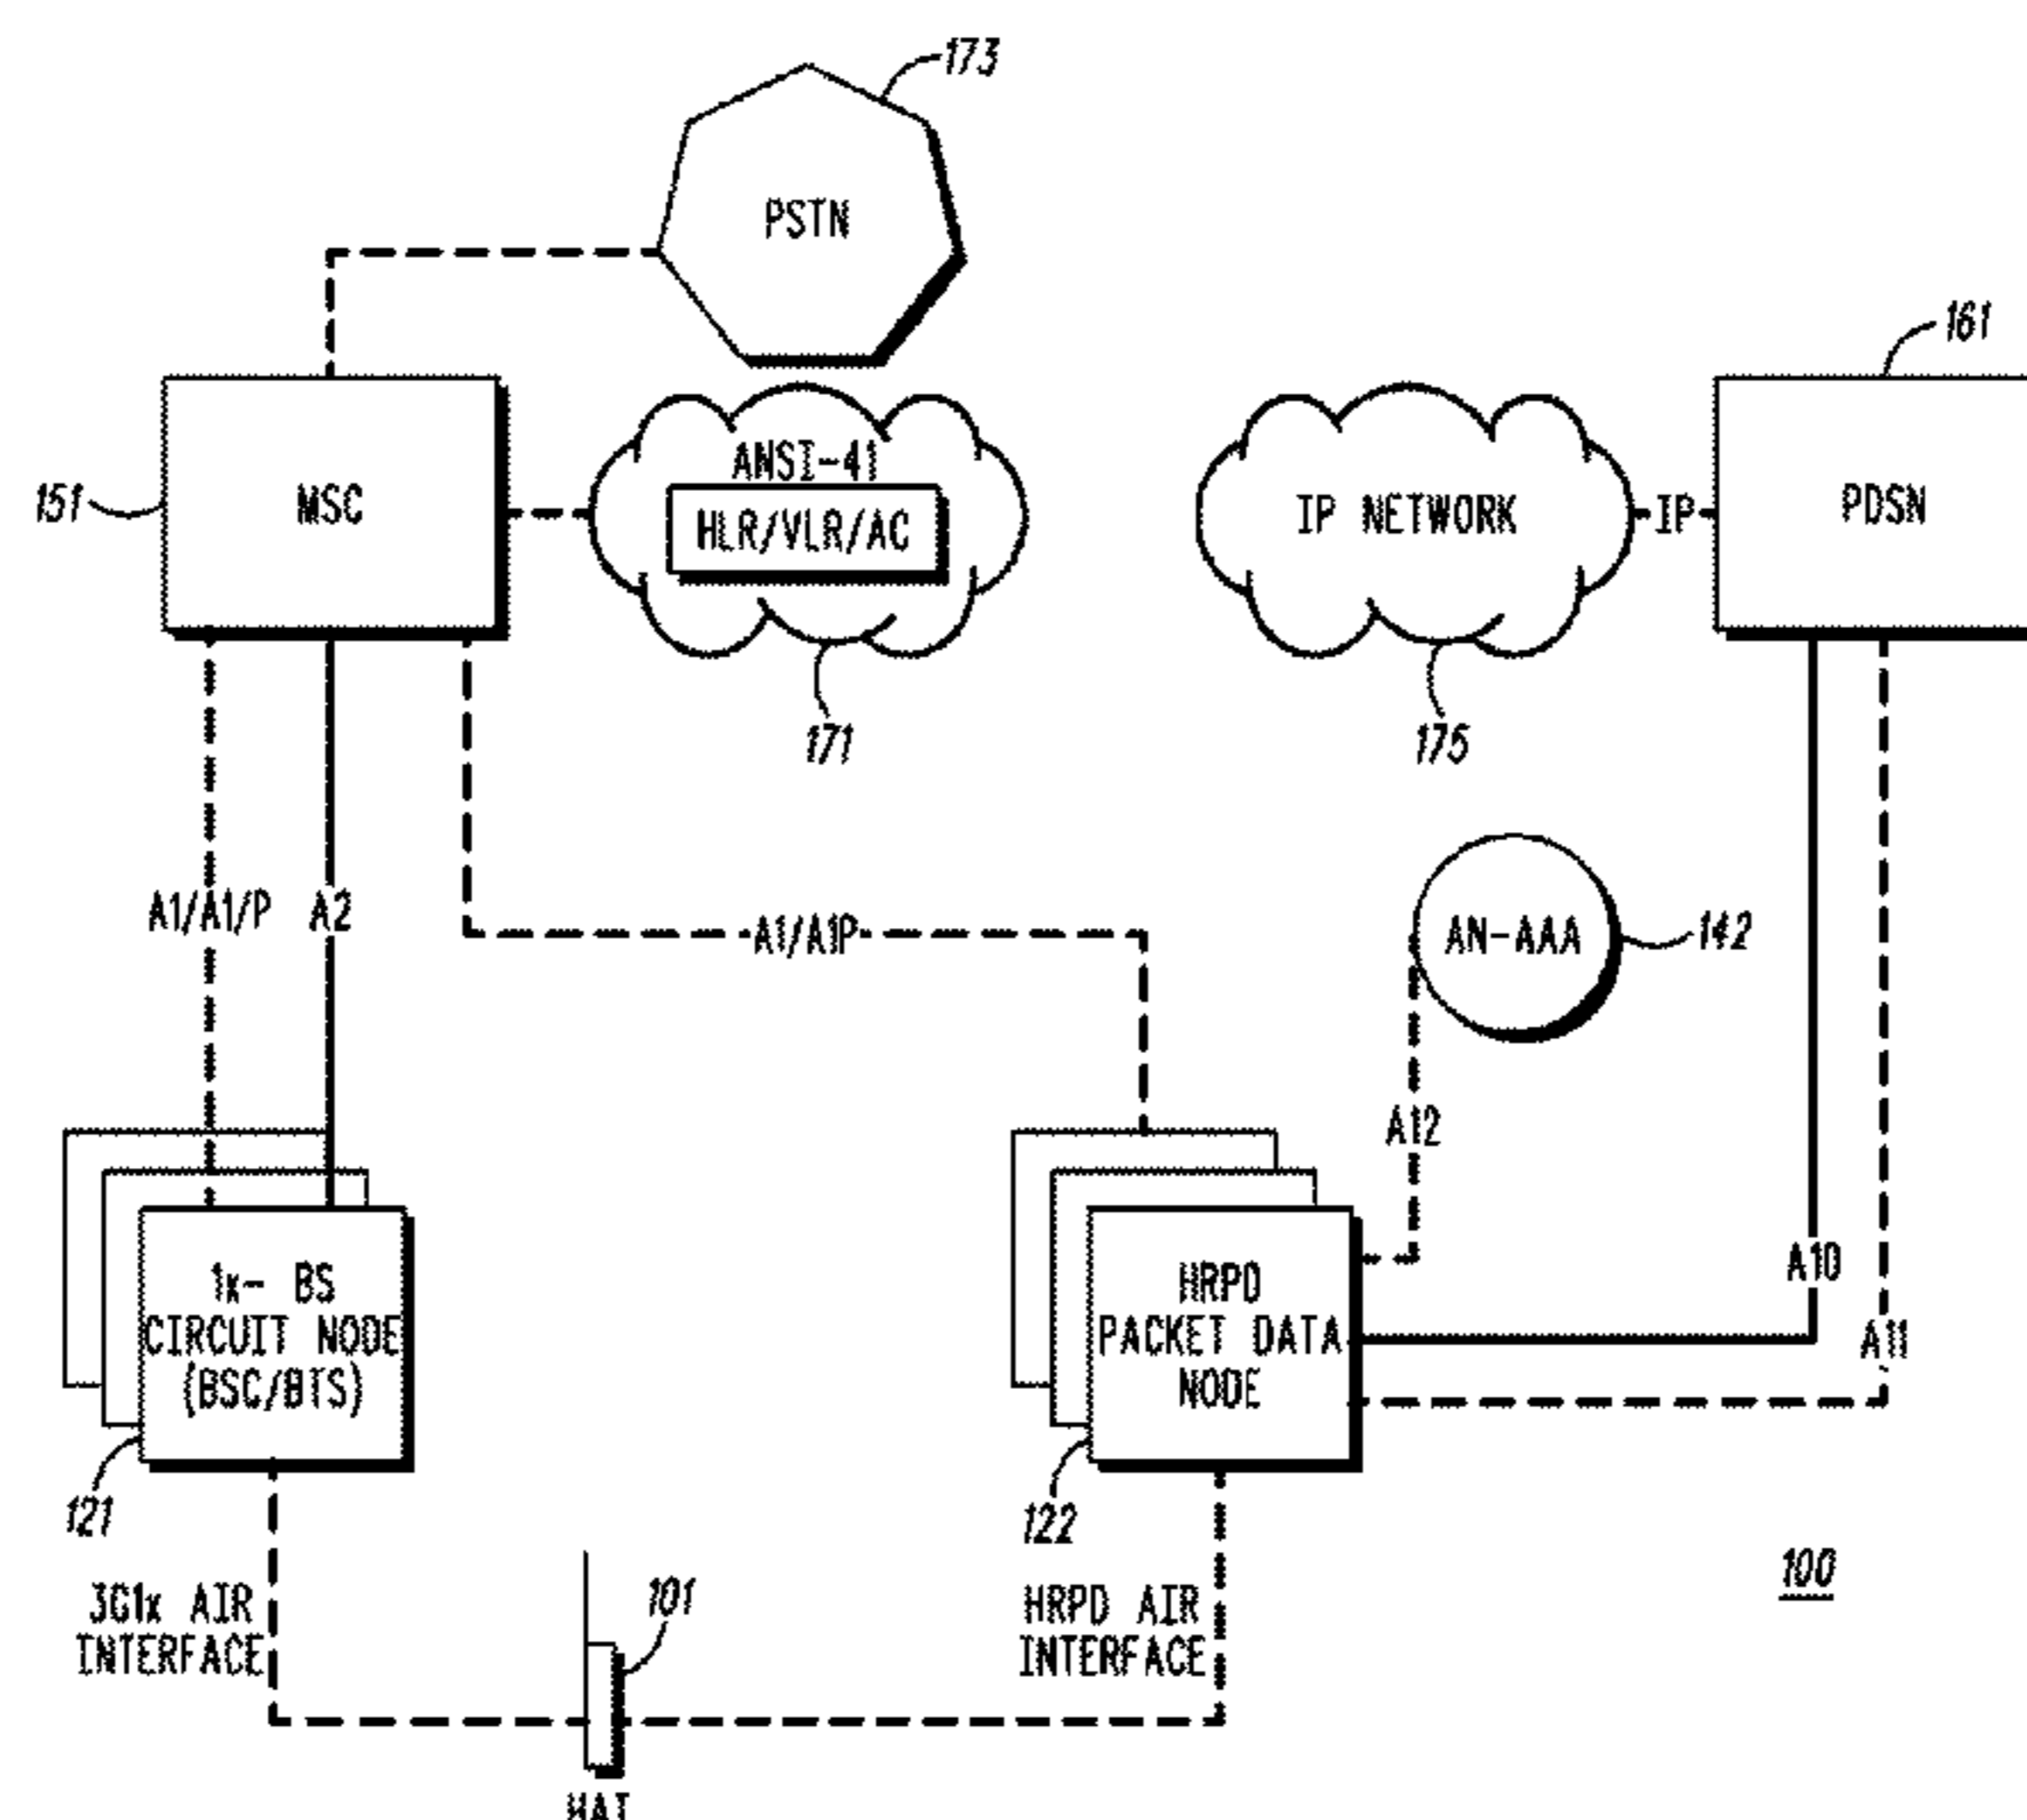 173
PSTN
161
ANSI-41
151
MSC
HLR/VLR/AC
IP NETWORK
IP
PDSN
171
175
A1/A1/P
A2
A1/A1P
AN-AAA
142
A12
1x- BS
CIRCUIT NODE
(BSC/BTS)
HRPD
PACKET DATA
NODE
A10
A11
121
122
3G1x AIR
INTERFACE
101
HRPD AIR
INTERFACE
100
HAT